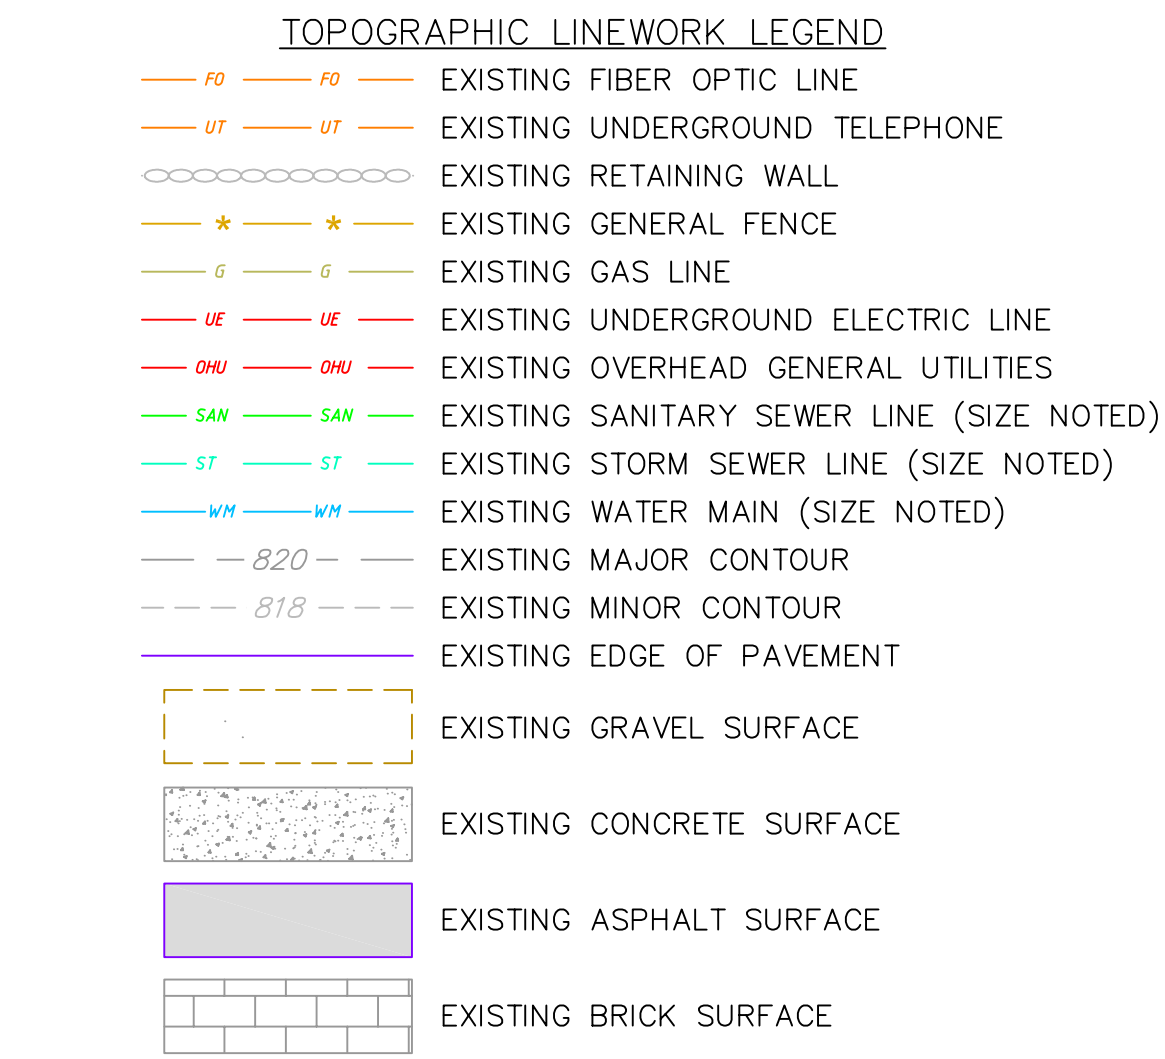 TOPOGRAPHIC LINEWORK LEGEND
FO FO EXISTING FIBER OPTIC LINE
UT UT EXISTING UNDERGROUND TELEPHONE
EXISTING RETAINING WALL
* * EXISTING GENERAL FENCE
G G EXISTING GAS LINE
UE UE EXISTING UNDERGROUND ELECTRIC LINE
OHU OHU EXISTING OVERHEAD GENERAL UTILITIES
SAN SAN EXISTING SANITARY SEWER LINE (SIZE NOTED)
ST ST EXISTING STORM SEWER LINE (SIZE NOTED)
WM WM EXISTING WATER MAIN (SIZE NOTED)
820 EXISTING MAJOR CONTOUR
818 EXISTING MINOR CONTOUR
EXISTING EDGE OF PAVEMENT
EXISTING GRAVEL SURFACE
EXISTING CONCRETE SURFACE
EXISTING ASPHALT SURFACE
EXISTING BRICK SURFACE